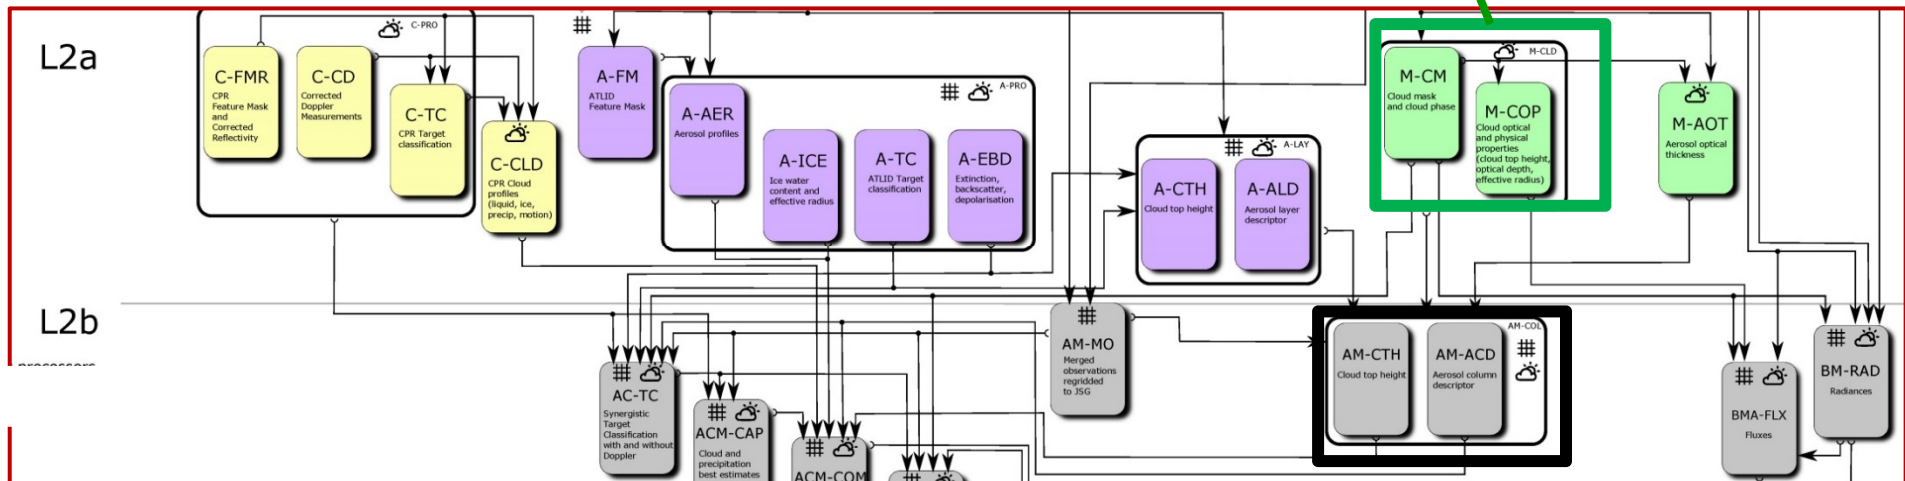 L2a
C-PRO
C-FMR
CPR
Feature Mask
and
Corrected
Reflectivity
C-CD
Corrected
Doppler
Measurements
C-TC
CPR Target
classification
C-CLD
CPR Cloud
profiles
(liquid, ice,
precip, motion)
A-FM
ATLID
Feature Mask
A-PRO
A-AER
Aerosol profiles
A-ICE
Ice water
content and
effective radius
A-TC
ATLID Target
classification
A-EBD
Extinction,
backscatter,
depolarisation
A-LAY
A-CTH
Cloud top height
A-ALD
Aerosol layer
descriptor
M-CLD
M-CM
Cloud mask
and cloud phase
M-COP
Cloud optical
and physical
properties
(cloud top height,
optical depth,
effective radius)
M-AOT
Aerosol optical
thickness
L2b
AC-TC
Synergistic
Target
Classification
with and without
Doppler
ACM-CAP
Cloud and
precipitation
best estimates
ACM-COM
AM-MO
Merged
observations
regridded
to JSG
AM-COL
AM-CTH
Cloud top height
AM-ACD
Aerosol column
descriptor
BMA-FLX
Fluxes
BM-RAD
Radiances